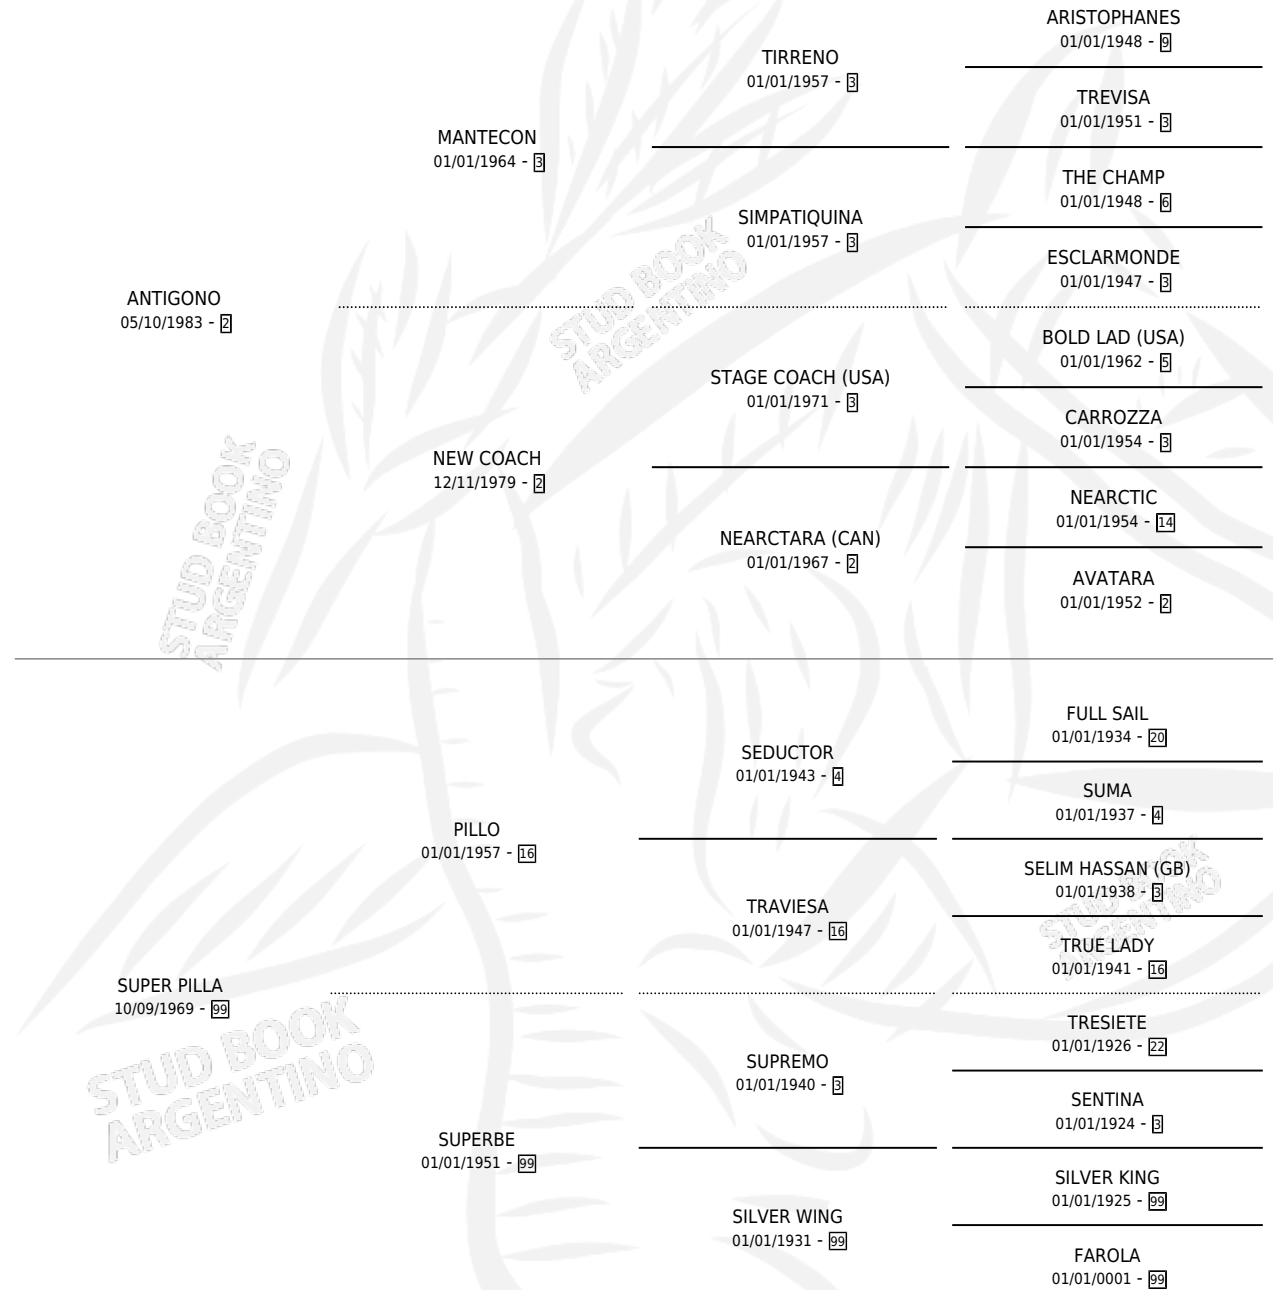 ARISTOPHANES
01/01/1948 - 9
TIRRENO
01/01/1957 - 3
TREVISA
01/01/1951 - 3
MANTECON
01/01/1964 - 3
THE CHAMP
01/01/1948 - 6
SIMPATIQUINA
01/01/1957 - 3
ESCLARMONDE
01/01/1947 - 3
ANTIGONO
05/10/1983 - 2
BOLD LAD (USA)
01/01/1962 - 5
STAGE COACH (USA)
01/01/1971 - 3
CARROZZA
01/01/1954 - 3
NEW COACH
12/11/1979 - 2
NEARCTIC
01/01/1954 - 14
NEARCTARA (CAN)
01/01/1967 - 2
AVATARA
01/01/1952 - 2
FULL SAIL
01/01/1934 - 20
SEDUCTOR
01/01/1943 - 4
SUMA
01/01/1937 - 4
PILLO
01/01/1957 - 16
SELIM HASSAN (GB)
01/01/1938 - 3
TRAVIESA
01/01/1947 - 16
TRUE LADY
01/01/1941 - 16
SUPER PILLA
10/09/1969 - 99
TRESIETE
01/01/1926 - 22
SUPREMO
01/01/1940 - 3
SENTINA
01/01/1924 - 3
SUPERBE
01/01/1951 - 99
SILVER KING
01/01/1925 - 99
SILVER WING
01/01/1931 - 99
FAROLA
01/01/0001 - 99
STUD BOOK
ARGENTINO
STUD BOOK
ARGENTINO
STUD BOOK
ARGENTINO
STUD BOOK
ARGENTINO